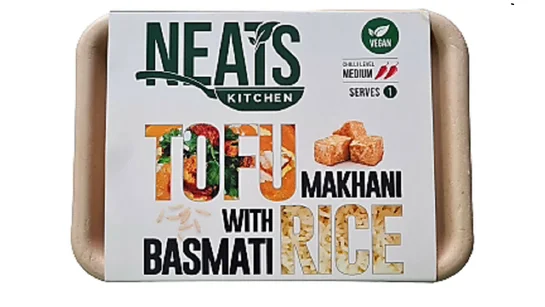 NEATS
KITCHEN
VEGAN
CHILLI LEVEL
MEDIUM
SERVES 1
TOFU
MAKHANI
WITH
BASMATI
RICE